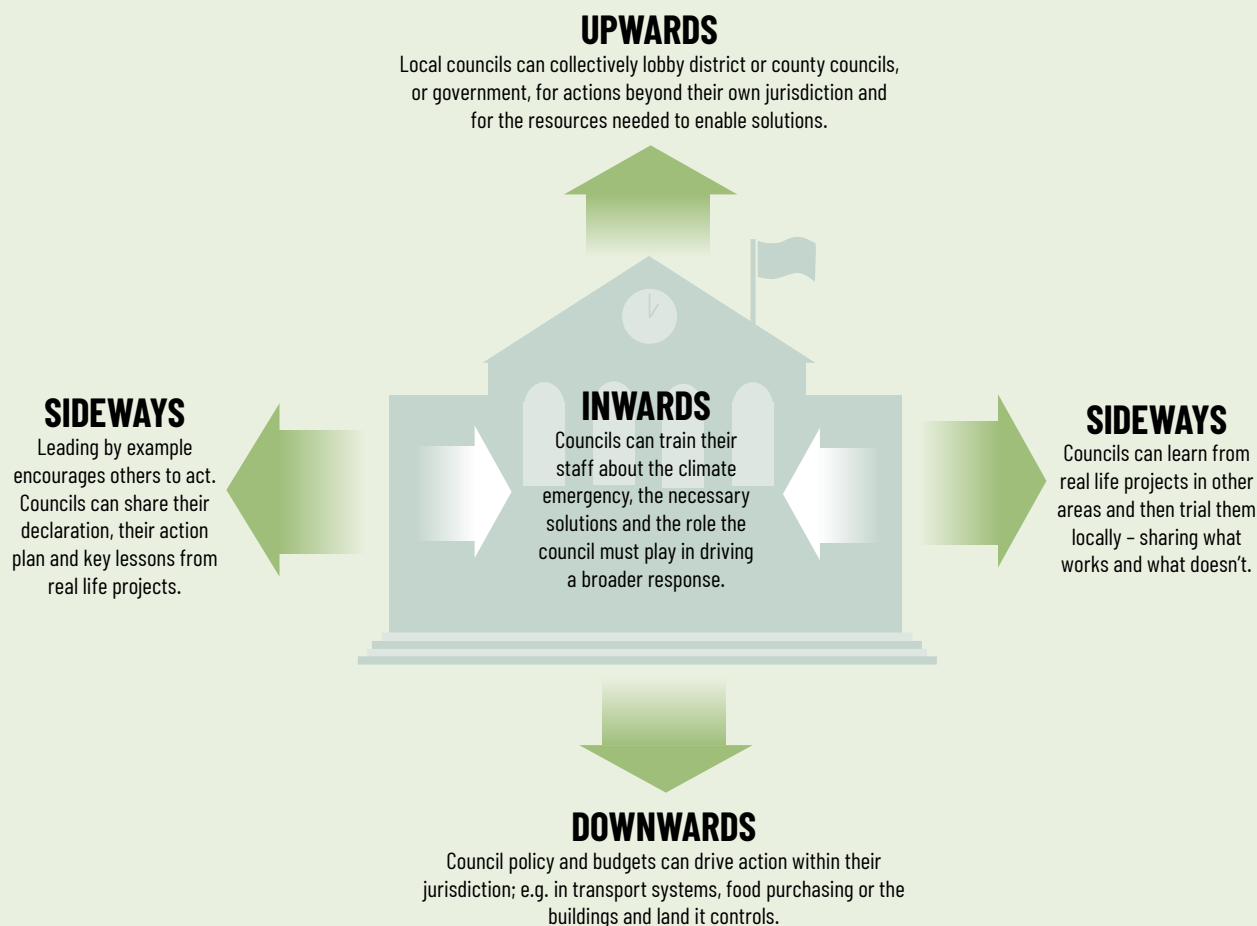 UPWARDS
Local councils can collectively lobby district or county councils,
or government, for actions beyond their own jurisdiction and
for the resources needed to enable solutions.
SIDEWAYS
Leading by example
encourages others to act.
Councils can share their
declaration, their action
plan and key lessons from
real life projects.
INWARDS
Councils can train their
staff about the climate
emergency, the necessary
solutions and the role the
council must play in driving
a broader response.
SIDEWAYS
Councils can learn from
real life projects in other
areas and then trial them
locally – sharing what
works and what doesn’t.
DOWNWARDS
Council policy and budgets can drive action within their
jurisdiction; e.g. in transport systems, food purchasing or the
buildings and land it controls.